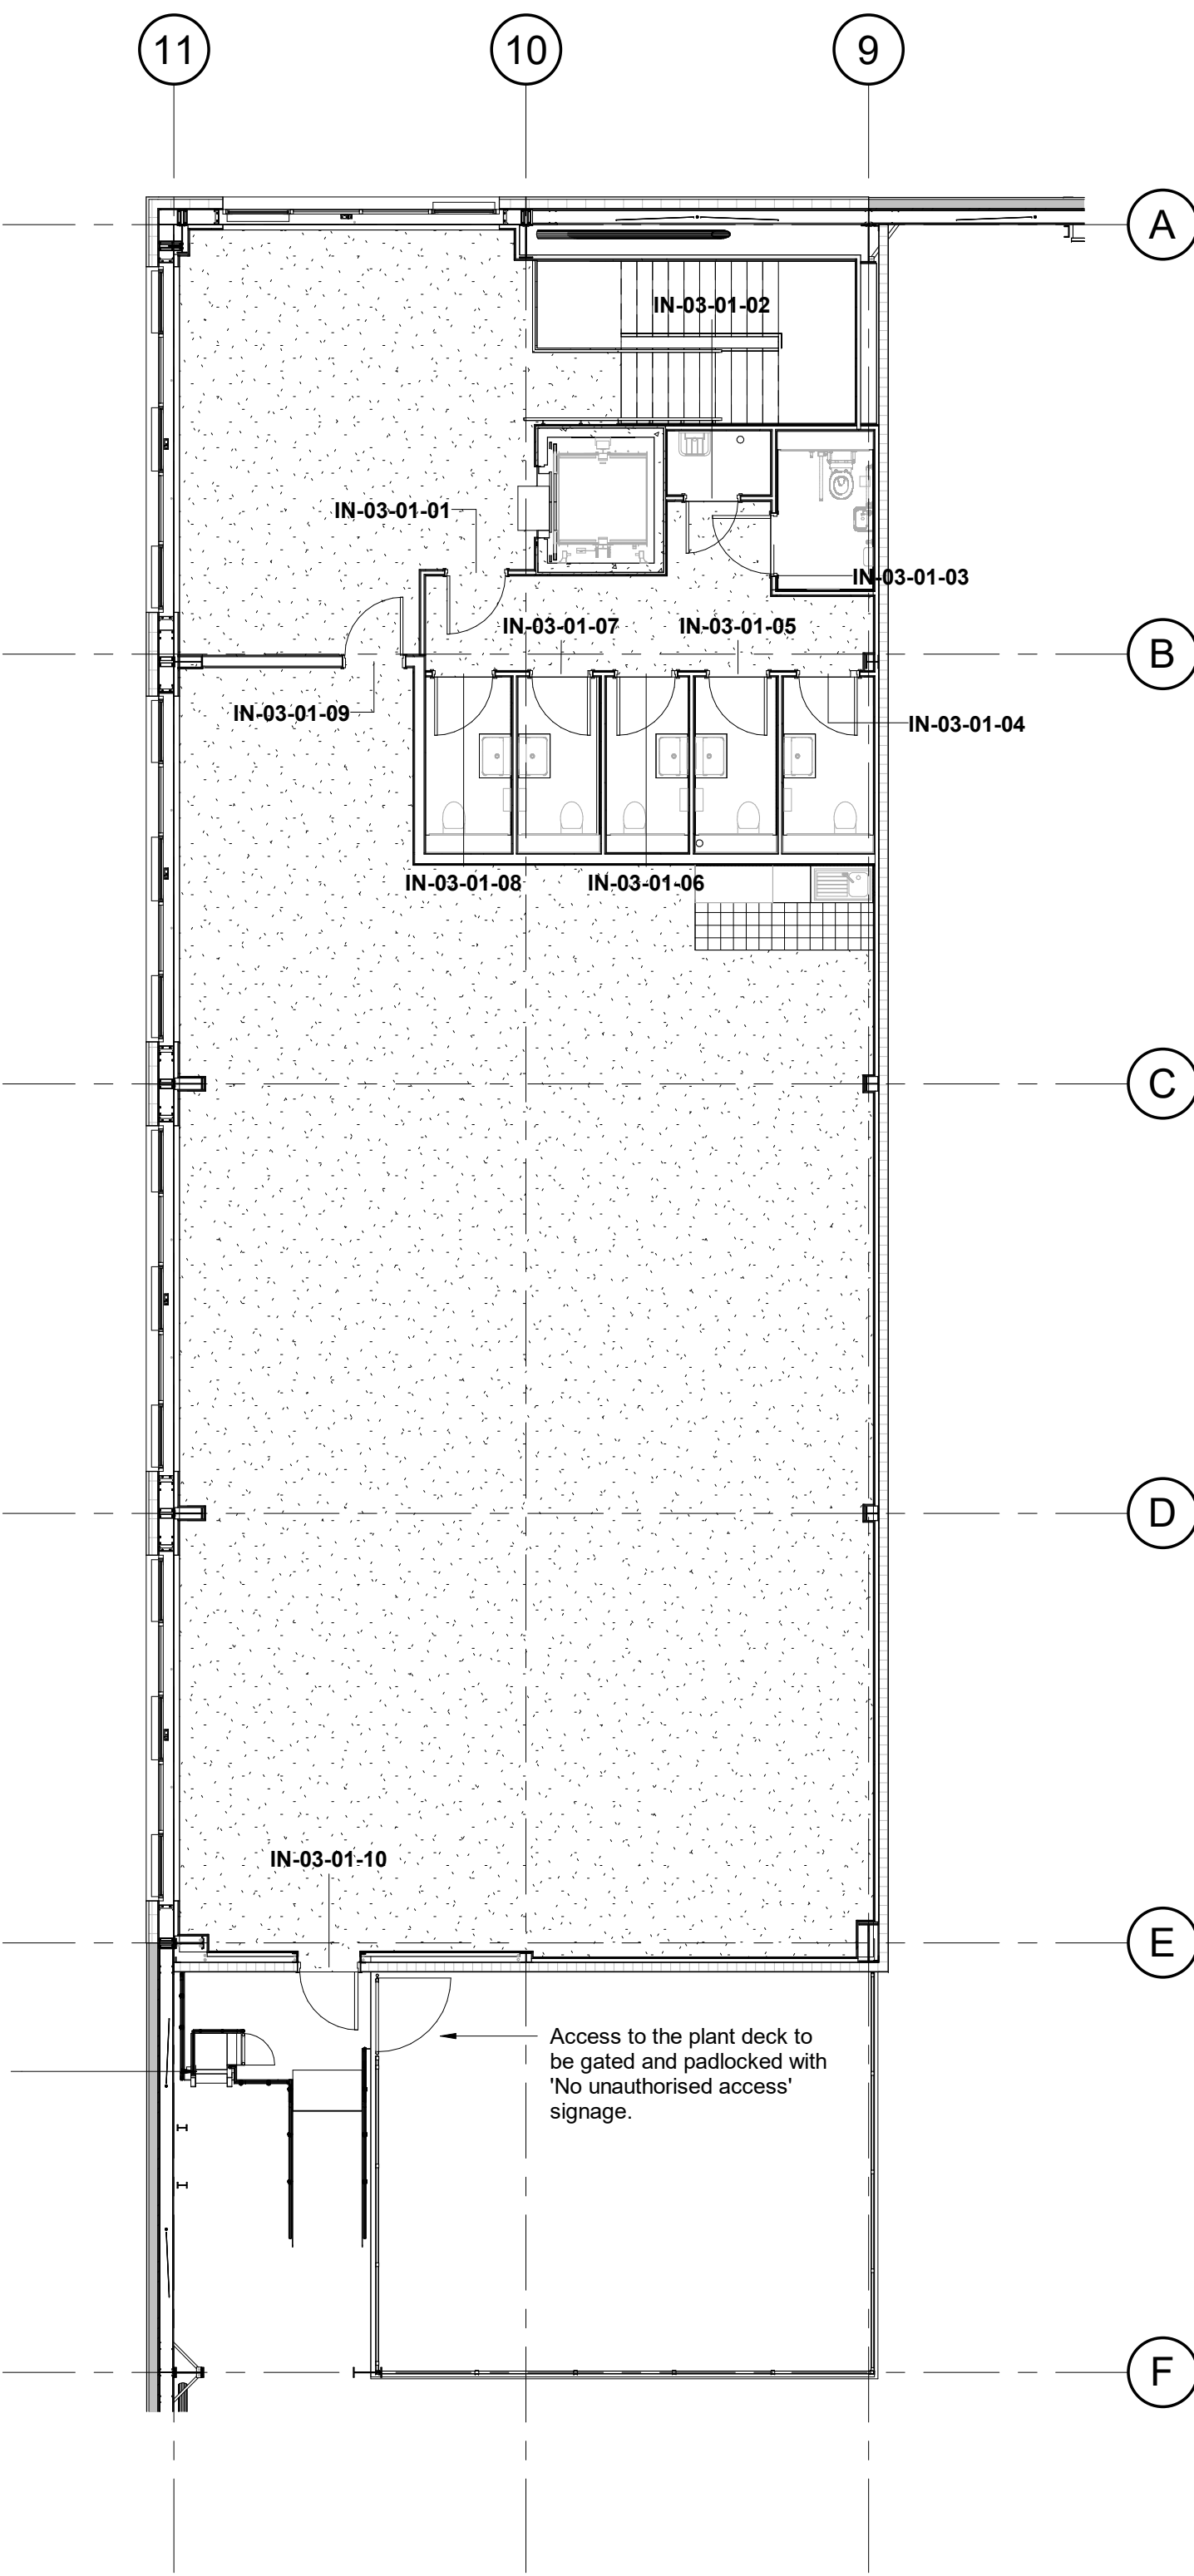 11
10
9
A
IN-03-01-02
IN-03-01-01
IN-03-01-03
IN-03-01-07
IN-03-01-05
B
IN-03-01-09
IN-03-01-04
IN-03-01-08
IN-03-01-06
C
D
IN-03-01-10
E
Access to the plant deck to
be gated and padlocked with
'No unauthorised access'
signage.
F